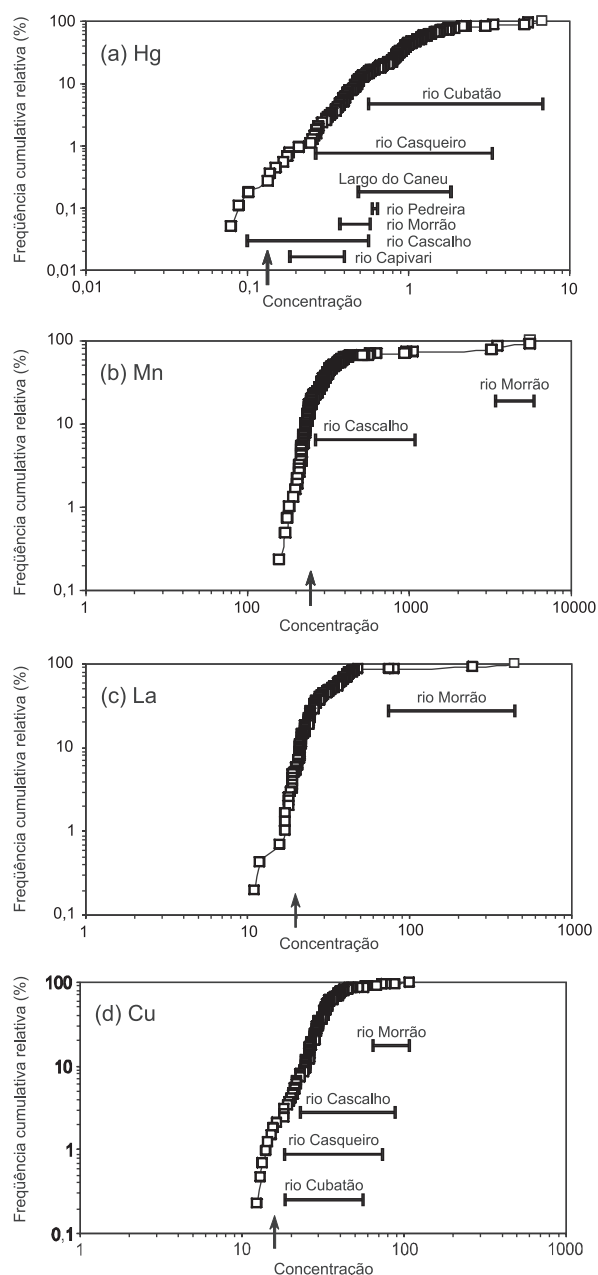 Freqüência cumulativa relativa (%)
100
10
1
0,1
0,01
(a) Hg
rio Cubatão
rio Casqueiro
Largo do Caneu
rio Pedreira
rio Morrão
rio Cascalho
rio Capivari
0,01
0,1
1
10
Concentração
Freqüência cumulativa relativa (%)
100
10
1
0,1
(b) Mn
rio Morrão
rio Cascalho
1
100
1000
10000
Concentração
Freqüência cumulativa relativa (%)
100
10
1
0,1
(c) La
rio Morrão
1
10
100
1000
Concentração
Freqüência cumulativa relativa (%)
100
10
1
0,1
(d) Cu
rio Morrão
rio Cascalho
rio Casqueiro
rio Cubatão
1
10
100
1000
Concentração